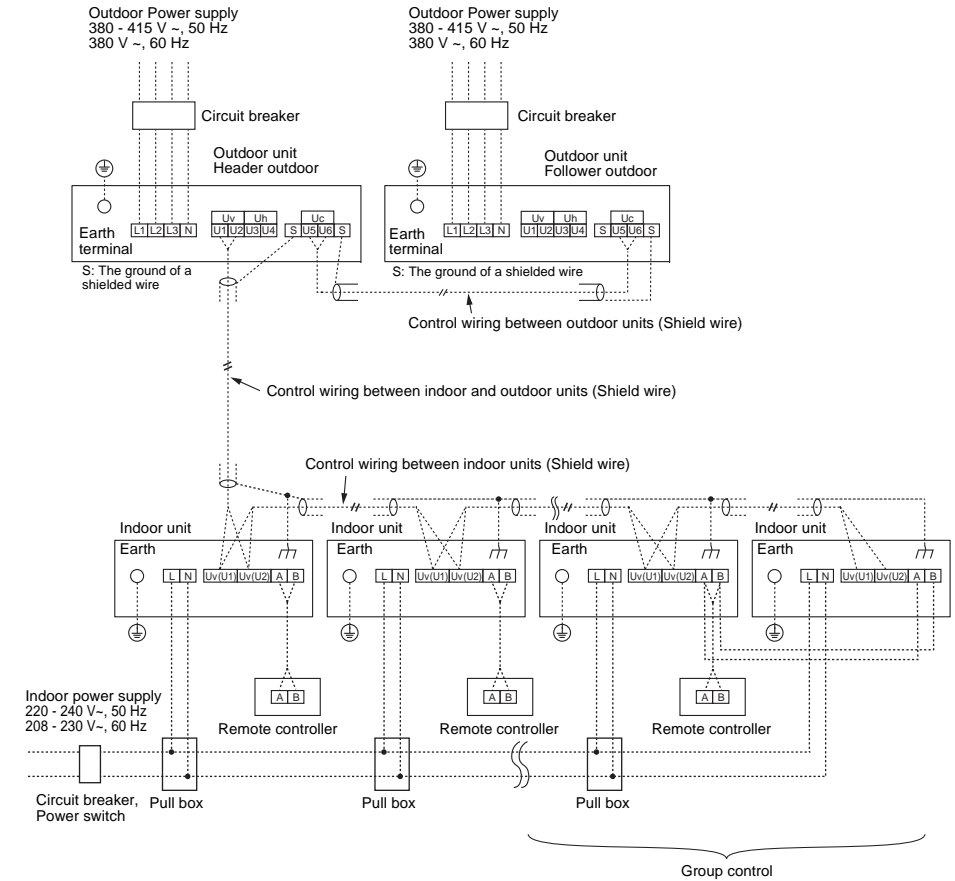 Outdoor Power supply
380 - 415 V ~, 50 Hz
380 V ~, 60 Hz
Outdoor Power supply
380 - 415 V ~, 50 Hz
380 V ~, 60 Hz
Circuit breaker
Circuit breaker
Outdoor unit
Header outdoor
Outdoor unit
Follower outdoor
Earth
terminal
L1 L2 L3 N
Uv Uh
U1 U2 U3 U4
Uc
S U5 U6 S
Earth
terminal
L1 L2 L3 N
Uv Uh
U1 U2 U3 U4
Uc
S U5 U6 S
S: The ground of a
shielded wire
S: The ground of a shielded wire
Control wiring between outdoor units (Shield wire)
Control wiring between indoor and outdoor units (Shield wire)
Control wiring between indoor units (Shield wire)
Indoor unit
Indoor unit
Indoor unit
Indoor unit
Earth
Earth
Earth
Earth
L N Uv(U1) Uv(U2) A B
L N Uv(U1) Uv(U2) A B
L N Uv(U1) Uv(U2) A B
L N Uv(U1) Uv(U2) A B
A B
A B
A B
Indoor power supply
220 - 240 V~, 50 Hz
208 - 230 V~, 60 Hz
Remote controller
Remote controller
Remote controller
Circuit breaker,
Power switch
Pull box
Pull box
Pull box
Group control